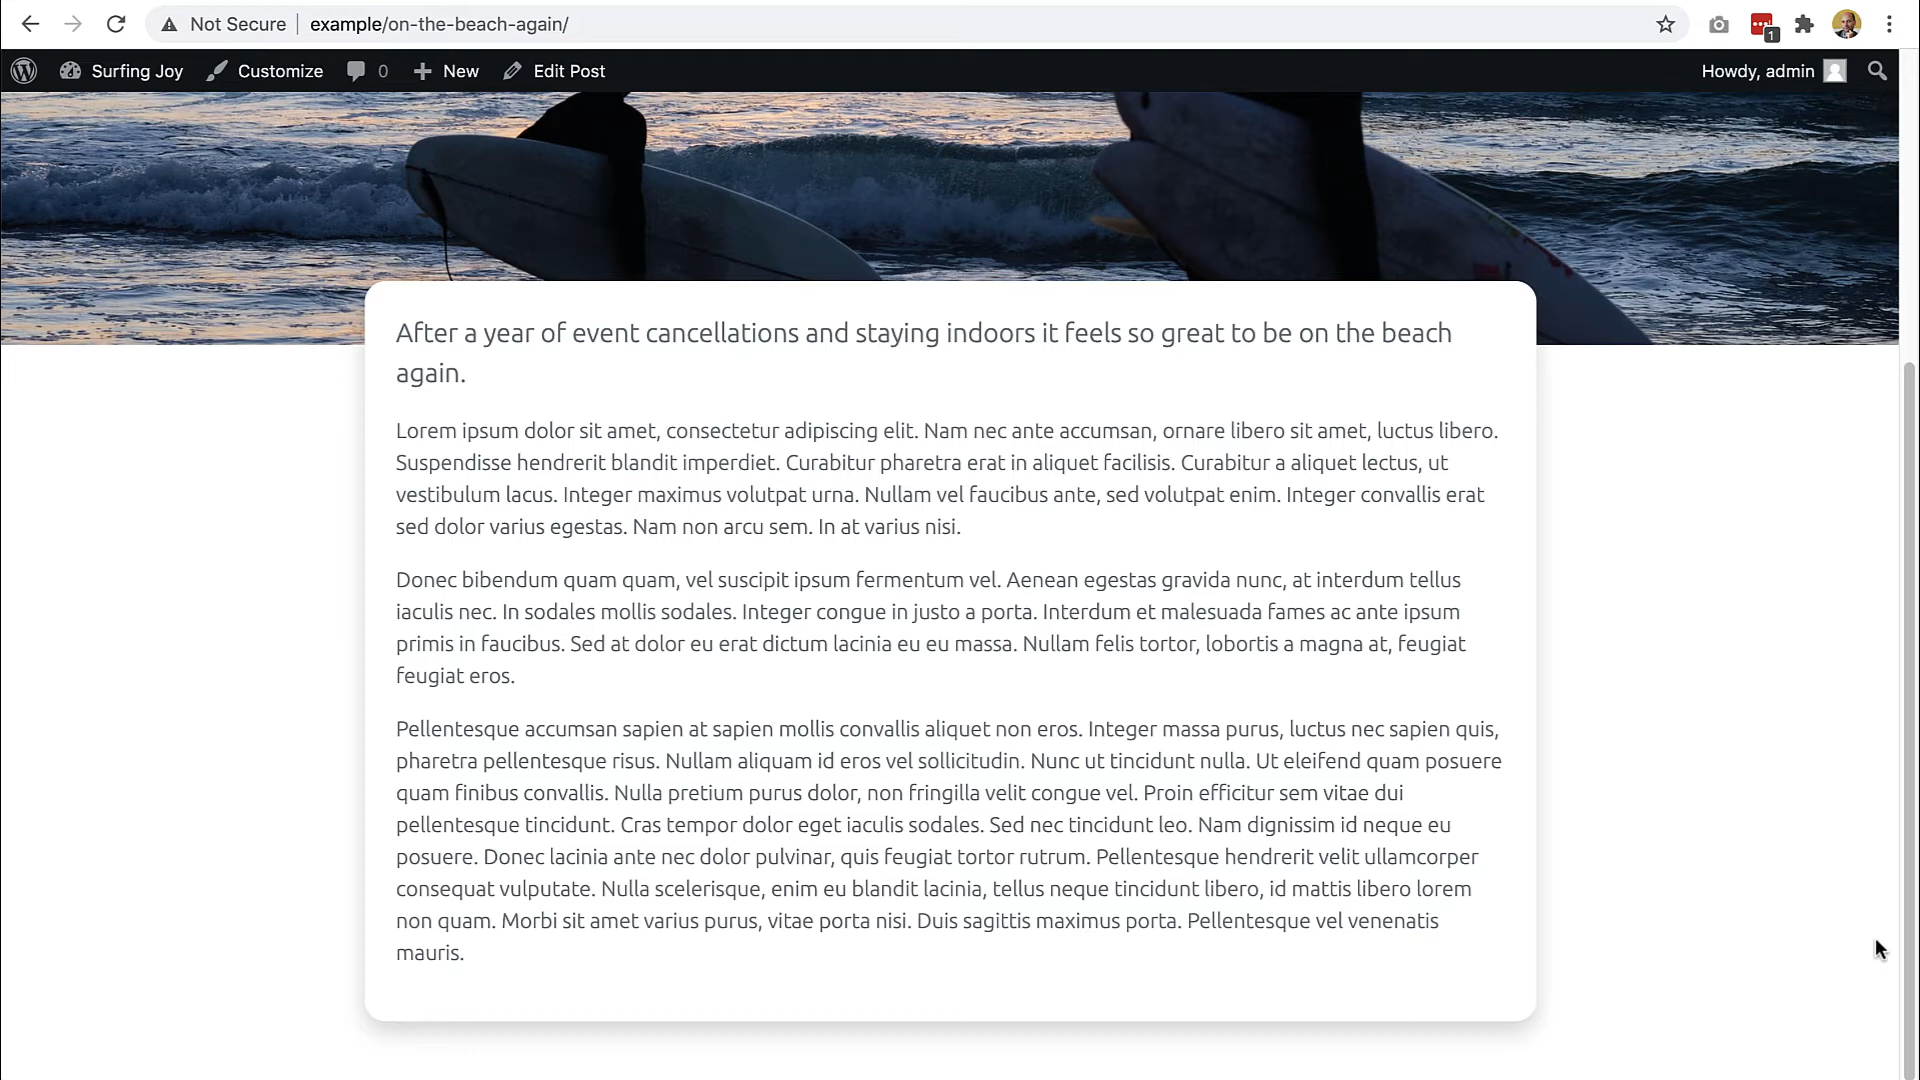 Not Secure example/on-the-beach-again/ 1
Surfing Joy Customize 0 New Edit Post Howdy, admin
After a year of event cancellations and staying indoors it feels so great to be on the beach
again.
Lorem ipsum dolor sit amet, consectetur adipiscing elit. Nam nec ante accumsan, ornare libero sit amet, luctus libero.
Suspendisse hendrerit blandit imperdiet. Curabitur pharetra erat in aliquet facilisis. Curabitur a aliquet lectus, ut
vestibulum lacus. Integer maximus volutpat urna. Nullam vel faucibus ante, sed volutpat enim. Integer convallis erat
sed dolor varius egestas. Nam non arcu sem. In at varius nisi.
Donec bibendum quam quam, vel suscipit ipsum fermentum vel. Aenean egestas gravida nunc, at interdum tellus
iaculis nec. In sodales mollis sodales. Integer congue in justo a porta. Interdum et malesuada fames ac ante ipsum
primis in faucibus. Sed at dolor eu erat dictum lacinia eu eu massa. Nullam felis tortor, lobortis a magna at, feugiat
feugiat eros.
Pellentesque accumsan sapien at sapien mollis convallis aliquet non eros. Integer massa purus, luctus nec sapien quis,
pharetra pellentesque risus. Nullam aliquam id eros vel sollicitudin. Nunc ut tincidunt nulla. Ut eleifend quam posuere
quam finibus convallis. Nulla pretium purus dolor, non fringilla velit congue vel. Proin efficitur sem vitae dui
pellentesque tincidunt. Cras tempor dolor eget iaculis sodales. Sed nec tincidunt leo. Nam dignissim id neque eu
posuere. Donec lacinia ante nec dolor pulvinar, quis feugiat tortor rutrum. Pellentesque hendrerit velit ullamcorper
consequat vulputate. Nulla scelerisque, enim eu blandit lacinia, tellus neque tincidunt libero, id mattis libero lorem
non quam. Morbi sit amet varius purus, vitae porta nisi. Duis sagittis maximus porta. Pellentesque vel venenatis
mauris.